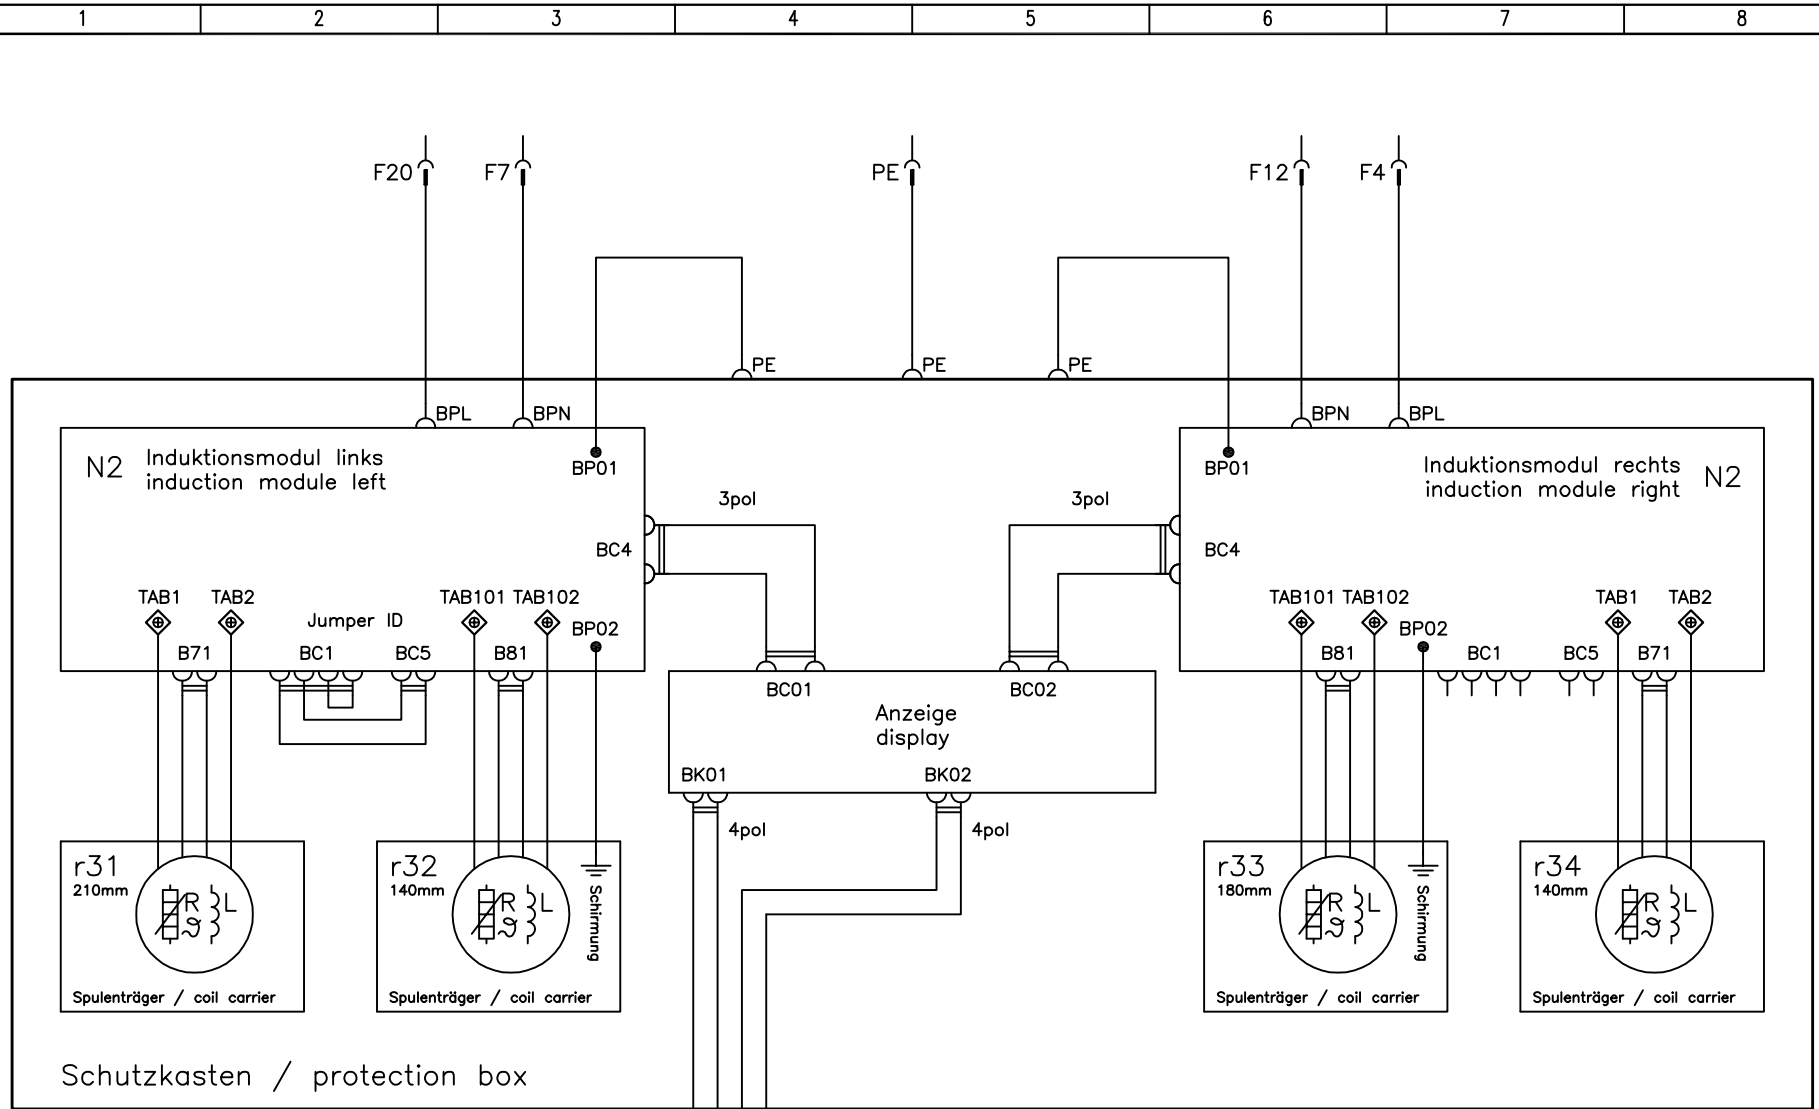 1 2 3 4 5 6 7 8
F20 F7 PE F12 F4
PE PE PE
BPL BPN BPN BPL
N2 Induktionsmodul links
induction module left
BP01
BP01
Induktionsmodul rechts
induction module right
N2
3pol 3pol
BC4 BC4
TAB1 TAB2 TAB101 TAB102 TAB101 TAB102 TAB1 TAB2
Jumper ID
BP02 BP02
B71 BC1 BC5 B81 B81 BC1 BC5 B71
BC01 BC02
Anzeige
display
BK01 BK02
4pol 4pol
r31
210mm
R L
ϑ
Spulenträger / coil carrier
r32
140mm
R L
ϑ
Schirmung
Spulenträger / coil carrier
r33
180mm
R L
ϑ
Schirmung
Spulenträger / coil carrier
r34
140mm
R L
ϑ
Spulenträger / coil carrier
Schutzkasten / protection box